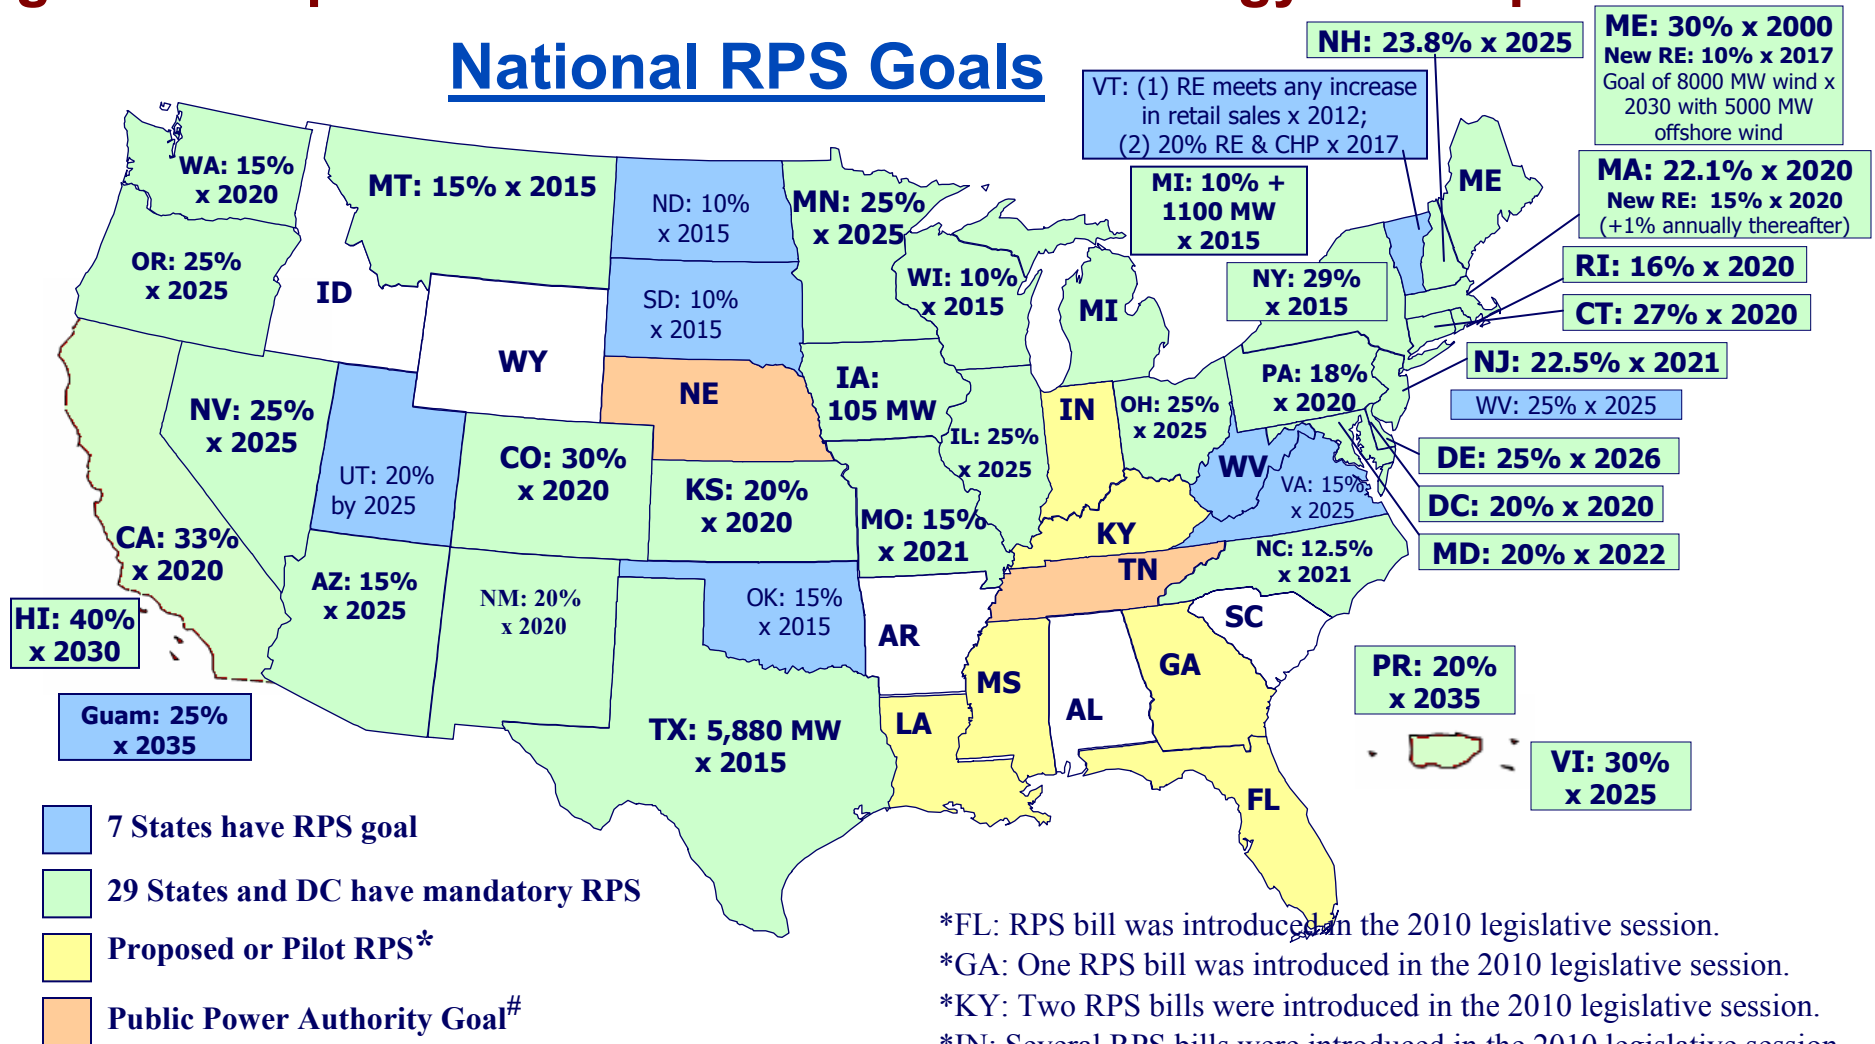 National RPS Goals
NH: 23.8% x 2025
ME: 30% x 2000
New RE: 10% x 2017
Goal of 8000 MW wind x
2030 with 5000 MW
offshore wind
VT: (1) RE meets any increase
in retail sales x 2012;
(2) 20% RE & CHP x 2017
MI: 10% +
1100 MW
x 2015
MA: 22.1% x 2020
New RE: 15% x 2020
(+1% annually thereafter)
RI: 16% x 2020
CT: 27% x 2020
NJ: 22.5% x 2021
WV: 25% x 2025
DE: 25% x 2026
DC: 20% x 2020
MD: 20% x 2022
NY: 29%
x 2015
ME
WA: 15%
x 2020
MT: 15% x 2015
ND: 10%
x 2015
MN: 25%
x 2025
OR: 25%
x 2025
ID
SD: 10%
x 2015
WI: 10%
x 2015
MI
WY
NE
IA:
105 MW
PA: 18%
x 2020
NV: 25%
x 2025
IN
OH: 25%
x 2025
IL: 25%
x 2025
UT: 20%
by 2025
CO: 30%
x 2020
KS: 20%
x 2020
MO: 15%
x 2021
WV
VA: 15%
x 2025
KY
CA: 33%
x 2020
AZ: 15%
x 2025
NM: 20%
x 2020
OK: 15%
x 2015
TN
NC: 12.5%
x 2021
HI: 40%
x 2030
AR
SC
MS
AL
GA
PR: 20%
x 2035
Guam: 25%
x 2035
TX: 5,880 MW
x 2015
LA
FL
VI: 30%
x 2025
7 States have RPS goal
29 States and DC have mandatory RPS
Proposed or Pilot RPS*
Public Power Authority Goal#
*FL: RPS bill was introduced in the 2010 legislative session.
*GA: One RPS bill was introduced in the 2010 legislative session.
*KY: Two RPS bills were introduced in the 2010 legislative session.
*IN: Several RPS bills were introduced in the 2010 legislative session